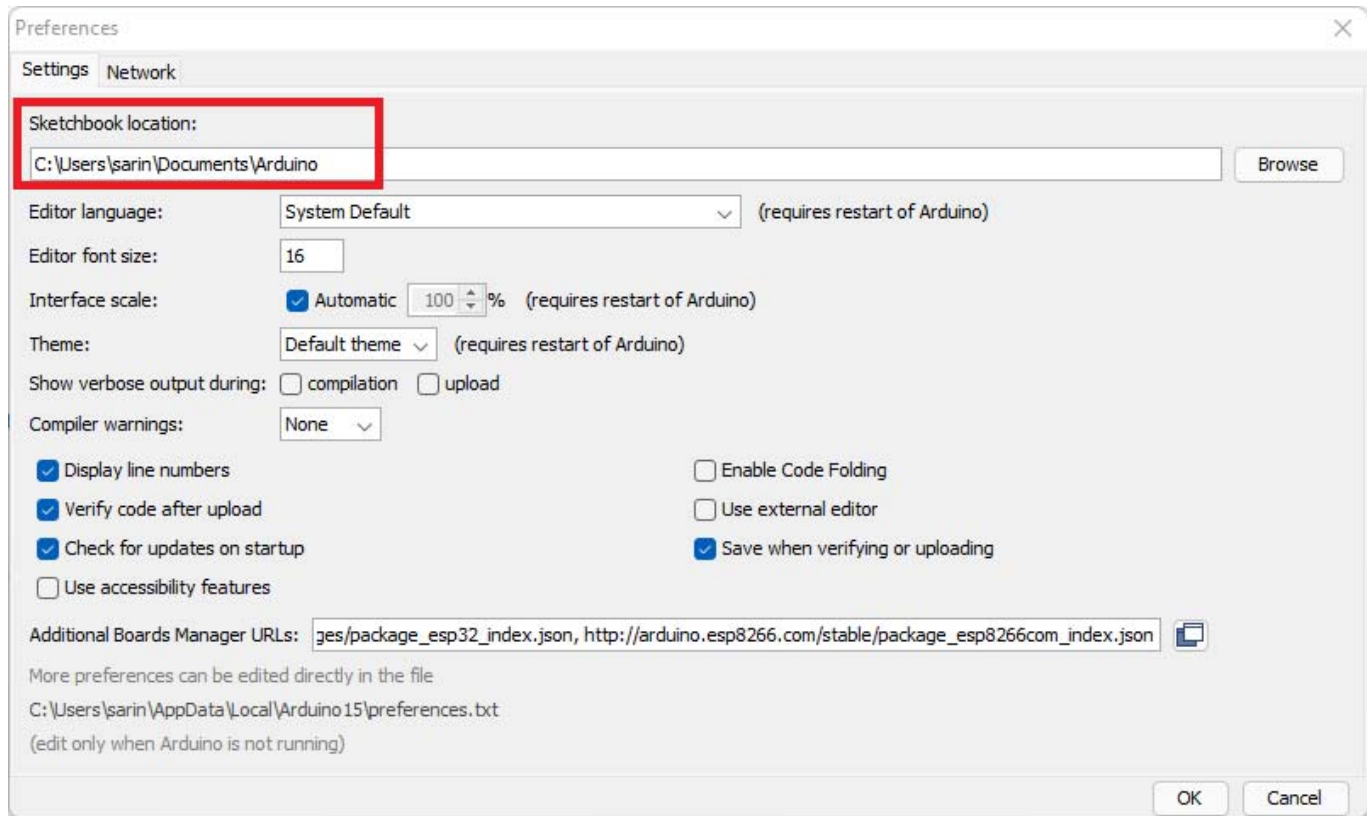 Preferences
Settings Network
Sketchbook location:
C:\Users\sarin\Documents\Arduino Browse
Editor language: System Default (requires restart of Arduino)
Editor font size: 16
Interface scale: Automatic 100 % (requires restart of Arduino)
Theme: Default theme (requires restart of Arduino)
Show verbose output during: compilation upload
Compiler warnings: None
Display line numbers Enable Code Folding
Verify code after upload Use external editor
Check for updates on startup Save when verifying or uploading
Use accessibility features
Additional Boards Manager URLs: ges/package_esp32_index.json, http://arduino.esp8266.com/stable/package_esp8266com_index.json
More preferences can be edited directly in the file
C:\Users\sarin\AppData\Local\Arduino15\preferences.txt
(edit only when Arduino is not running)
OK Cancel